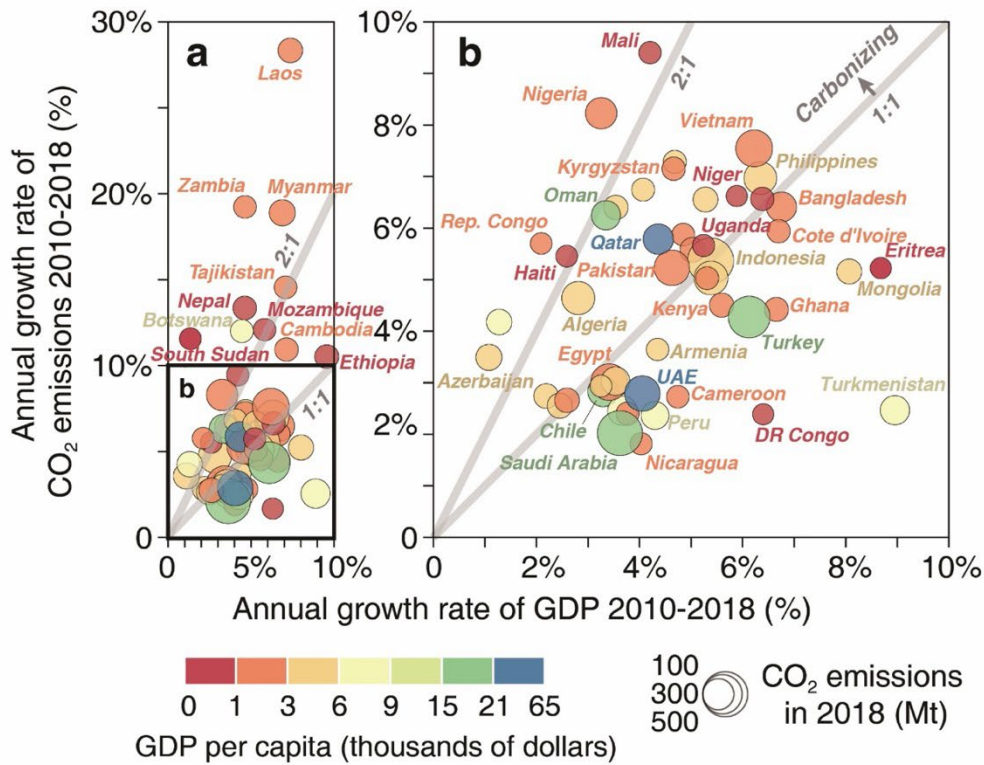 Annual growth rate of
CO₂ emissions 2010-2018 (%)
30%
20%
10%
0
a
Laos
Zambia
Myanmar
2:1
Tajikistan
Nepal
Mozambique
Botswana
Cambodia
South Sudan
Ethiopia
b
1:1
0
5%
10%
10%
8%
6%
4%
2%
0
b
Mali
2:1
Carbonizing
1:1
Nigeria
Vietnam
Kyrgyzstan
Philippines
Niger
Oman
Bangladesh
Rep. Congo
Uganda
Cote d'Ivoire
Qatar
Eritrea
Haiti
Pakistan
Indonesia
Mongolia
Kenya
Ghana
Algeria
Turkey
Egypt
Armenia
Azerbaijan
UAE
Cameroon
Turkmenistan
Chile
Peru
DR Congo
Saudi Arabia
Nicaragua
0
2%
4%
6%
8%
10%
Annual growth rate of GDP 2010-2018 (%)
0 1 3 6 9 15 21 65
GDP per capita (thousands of dollars)
100
300
500
CO₂ emissions
in 2018 (Mt)